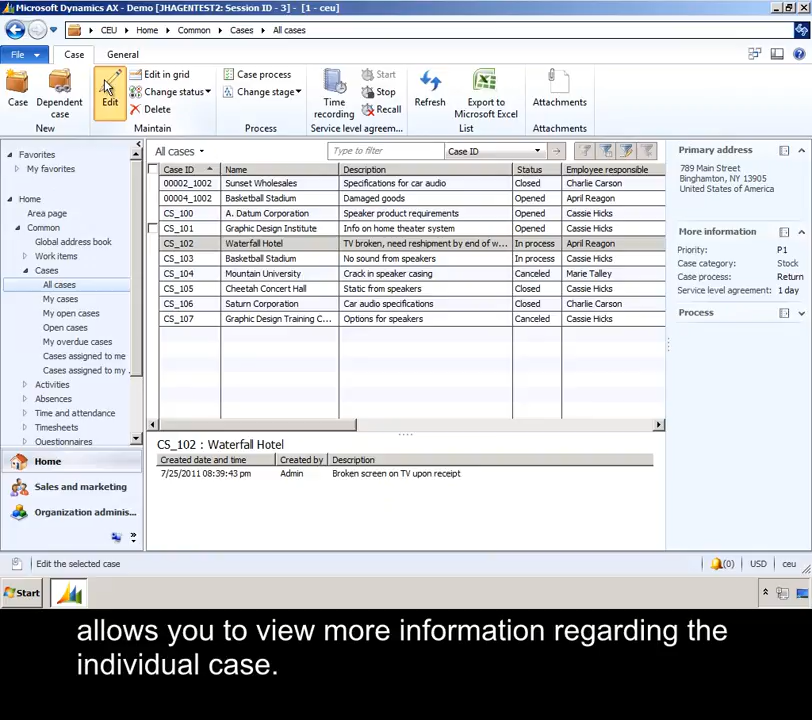 Microsoft Dynamics AX - Demo [JHAGENTEST2: Session ID - 3] - [1 - ceu]
CEU Home Common Cases All cases
File Case General
Case Dependent case New
Edit Edit in grid Change status Delete Maintain
Case process Change stage Process
Time recording Start Stop Recall Service level agreem...
Refresh Export to Microsoft Excel List
Attachments Attachments
Favorites
My favorites
Home
Area page
Common
Global address book
Work items
Cases
All cases
My cases
My open cases
Open cases
My overdue cases
Cases assigned to me
Cases assigned to my
Activities
Absences
Time and attendance
Timesheets
Questionnaires
Home
Sales and marketing
Organization adminis...
All cases Type to filter Case ID
Case ID Name Description Status Employee responsible
00002_1002 Sunset Wholesales Specifications for car audio Closed Charlie Carson
00004_1002 Basketball Stadium Damaged goods Opened April Reagon
CS_100 A. Datum Corporation Speaker product requirements Opened Cassie Hicks
CS_101 Graphic Design Institute Info on home theater system Opened Cassie Hicks
CS_102 Waterfall Hotel TV broken, need reshipment by end of w... In process April Reagon
CS_103 Basketball Stadium No sound from speakers In process Cassie Hicks
CS_104 Mountain University Crack in speaker casing Canceled Marie Talley
CS_105 Cheetah Concert Hall Static from speakers Closed Cassie Hicks
CS_106 Saturn Corporation Car audio specifications Closed Charlie Carson
CS_107 Graphic Design Training C... Options for speakers Canceled Cassie Hicks
CS_102 : Waterfall Hotel
Created date and time Created by Description
7/25/2011 08:39:43 pm Admin Broken screen on TV upon receipt
Primary address
789 Main Street
Binghamton, NY 13905
United States of America
More information
Priority: P1
Case category: Stock
Case process: Return
Service level agreement: 1 day
Process
Edit the selected case (0) USD ceu
Start
allows you to view more information regarding the
individual case.